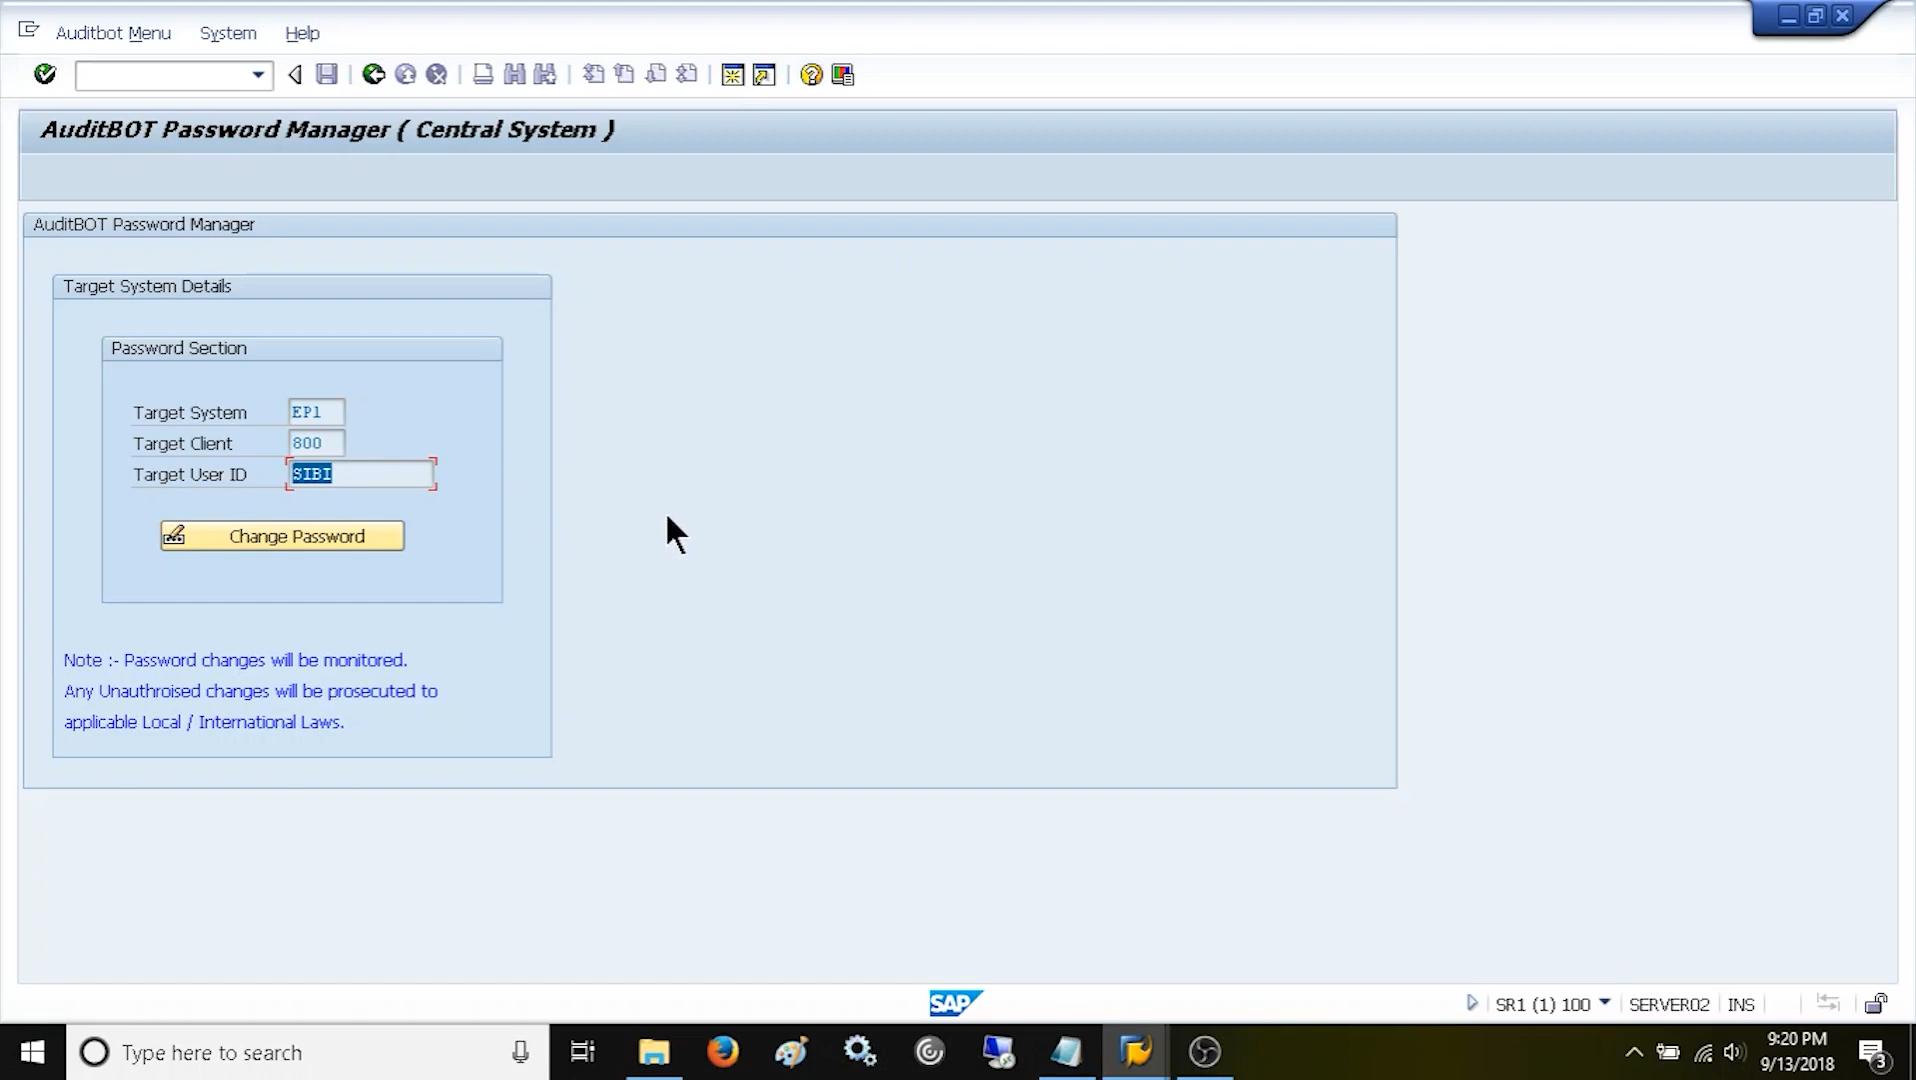 Auditbot Menu System Help
AuditBOT Password Manager ( Central System )
AuditBOT Password Manager
Target System Details
Password Section
Target System EP1
Target Client 800
Target User ID SIBI
Change Password
Note :- Password changes will be monitored.
Any Unauthroised changes will be prosecuted to
applicable Local / International Laws.
SAP SR1 (1) 100 SERVER02 INS
Type here to search
9:20 PM
9/13/2018
3